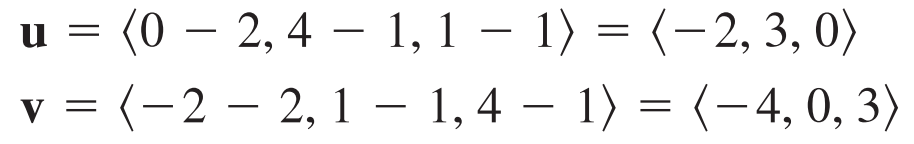 u = ⟨0 − 2, 4 − 1, 1 − 1⟩ = ⟨−2, 3, 0⟩
v = ⟨−2 − 2, 1 − 1, 4 − 1⟩ = ⟨−4, 0, 3⟩